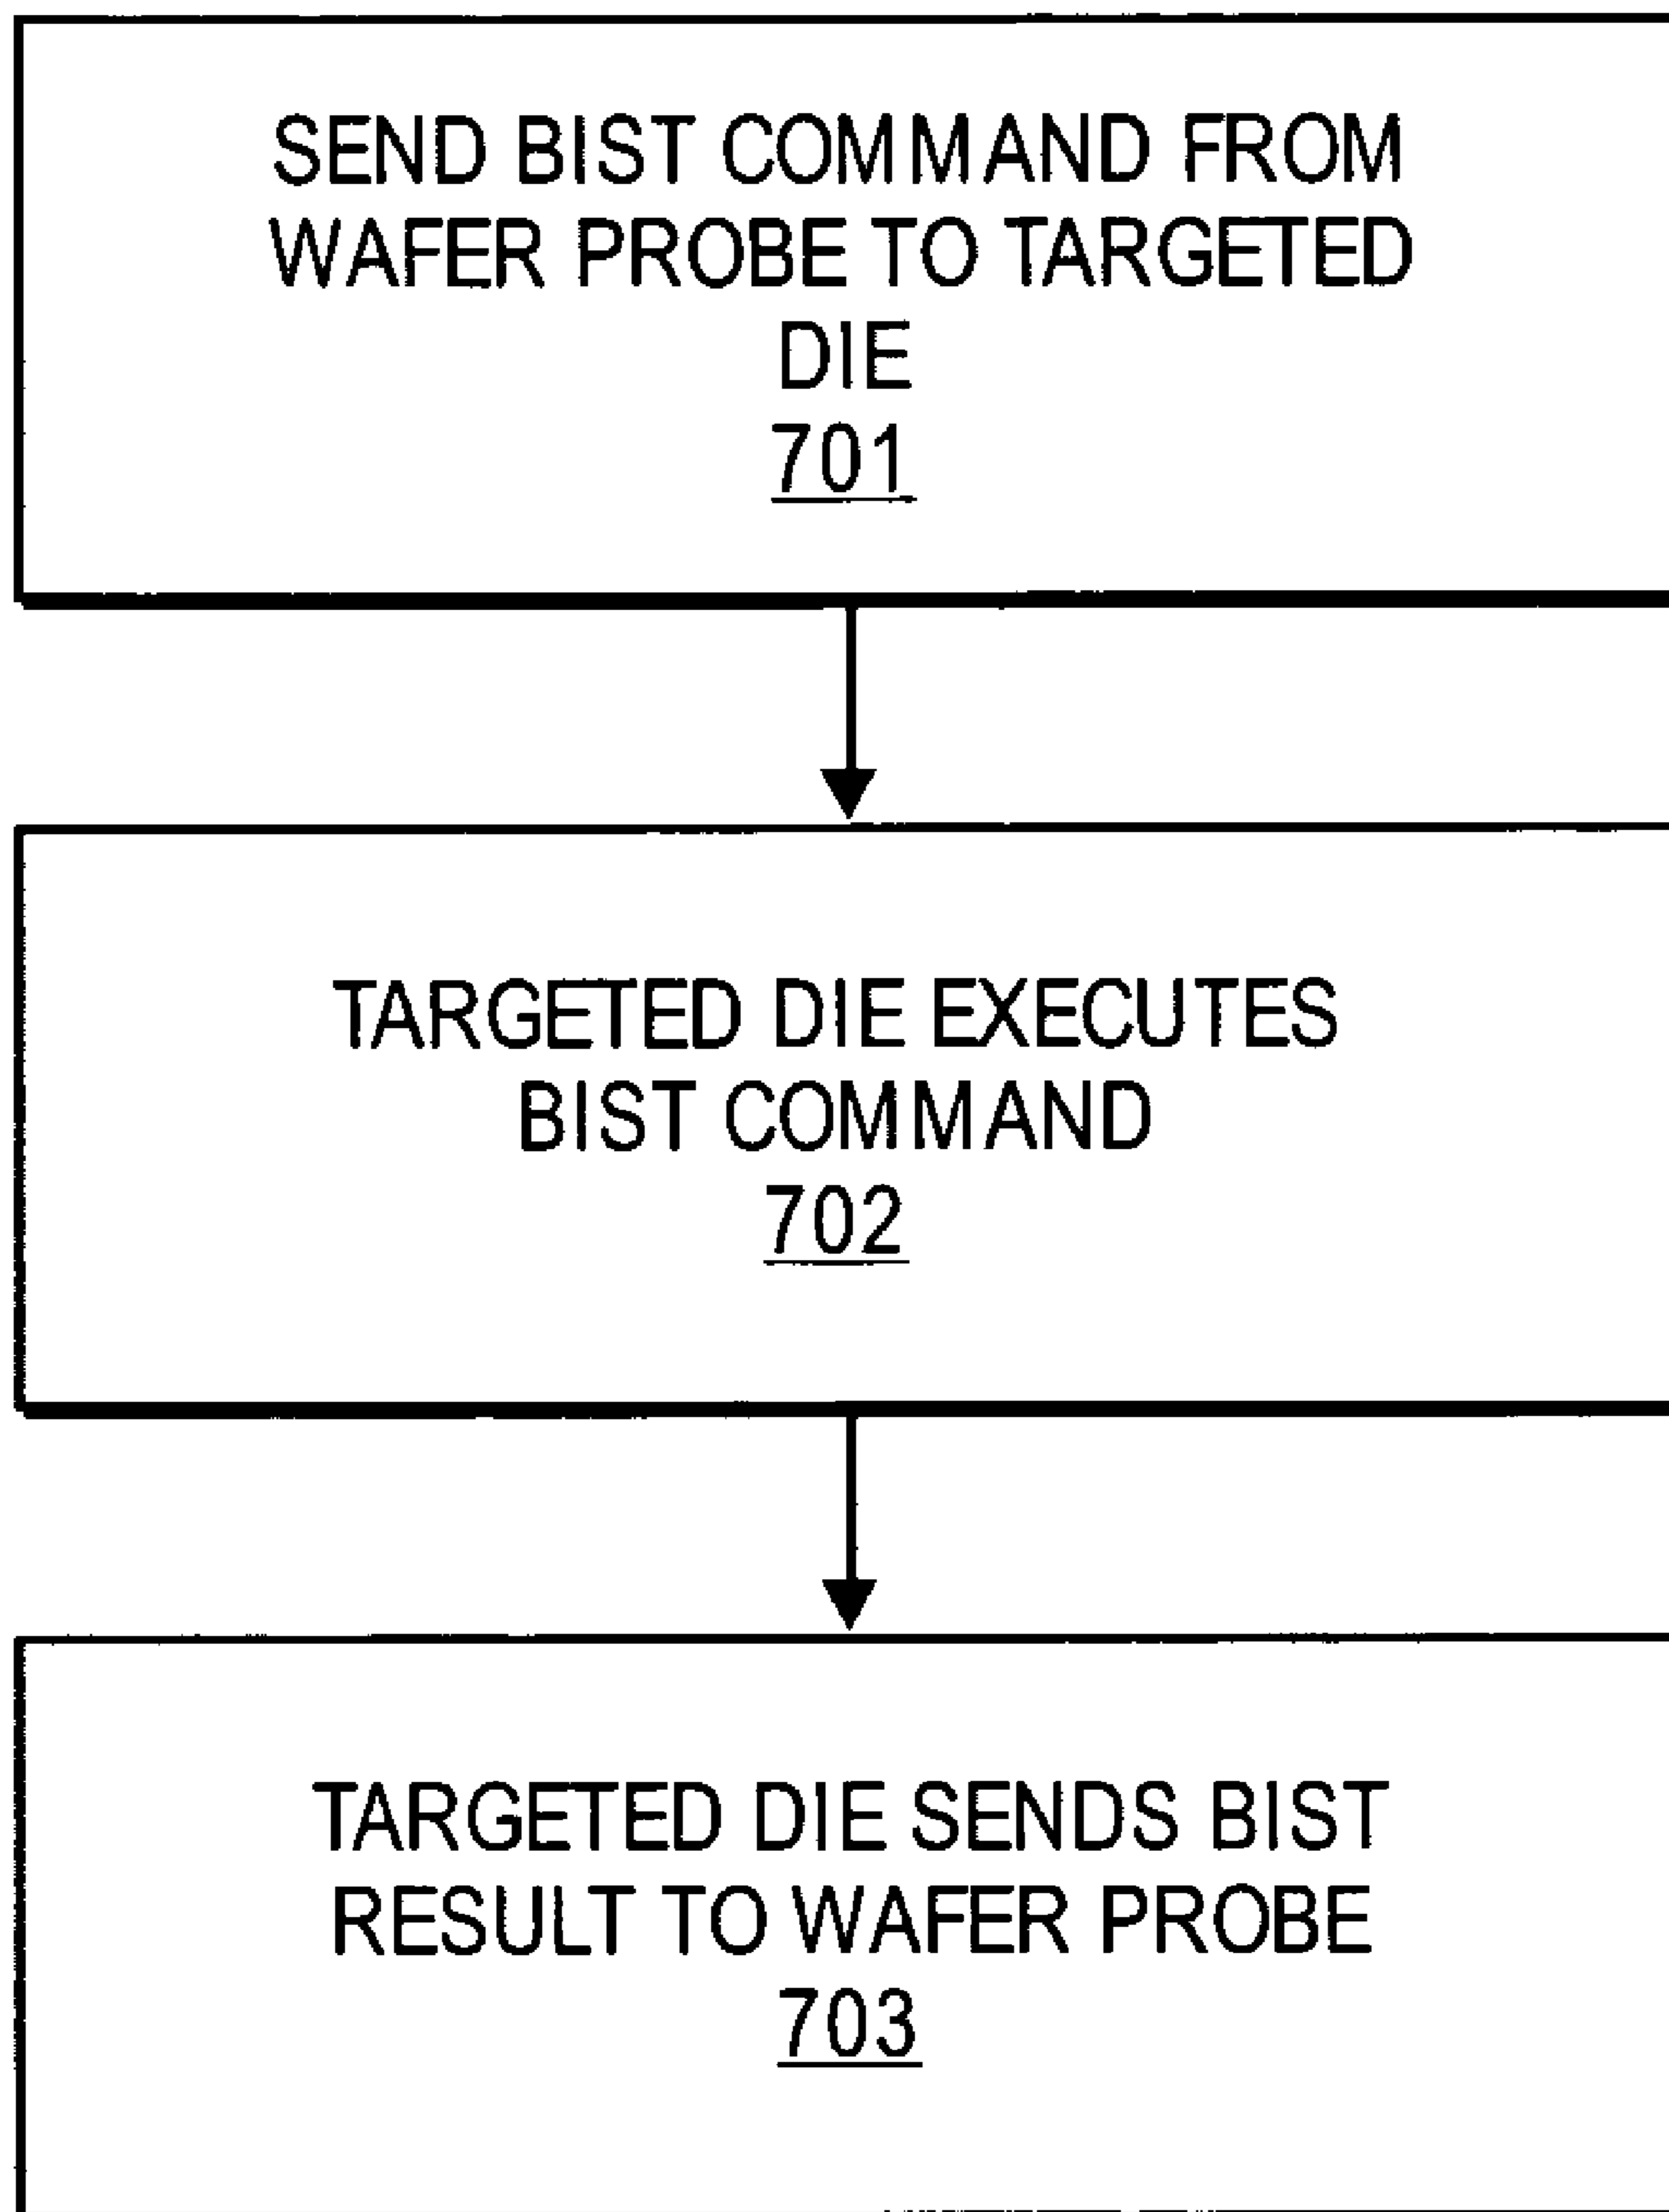 SEND BIST COMMAND FROM
WAFER PROBE TO TARGETED
DIE
701
TARGETED DIE EXECUTES
BIST COMMAND
702
TARGETED DIE SENDS BIST
RESULT TO WAFER PROBE
703